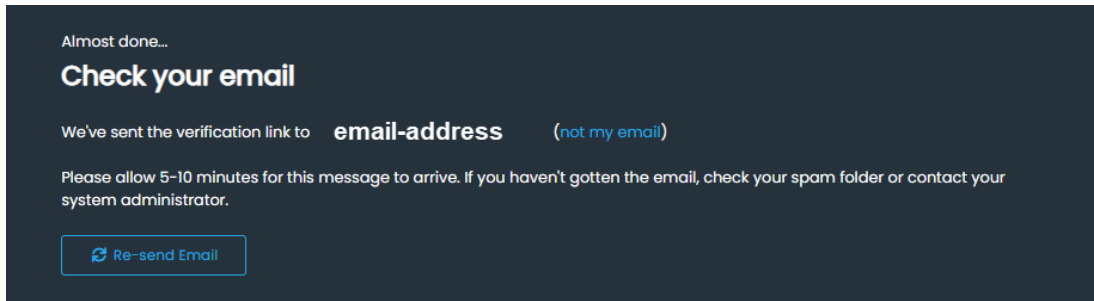 Almost done...
Check your email
We've sent the verification link to email-address (not my email)
Please allow 5-10 minutes for this message to arrive. If you haven't gotten the email, check your spam folder or contact your
system administrator.
Re-send Email